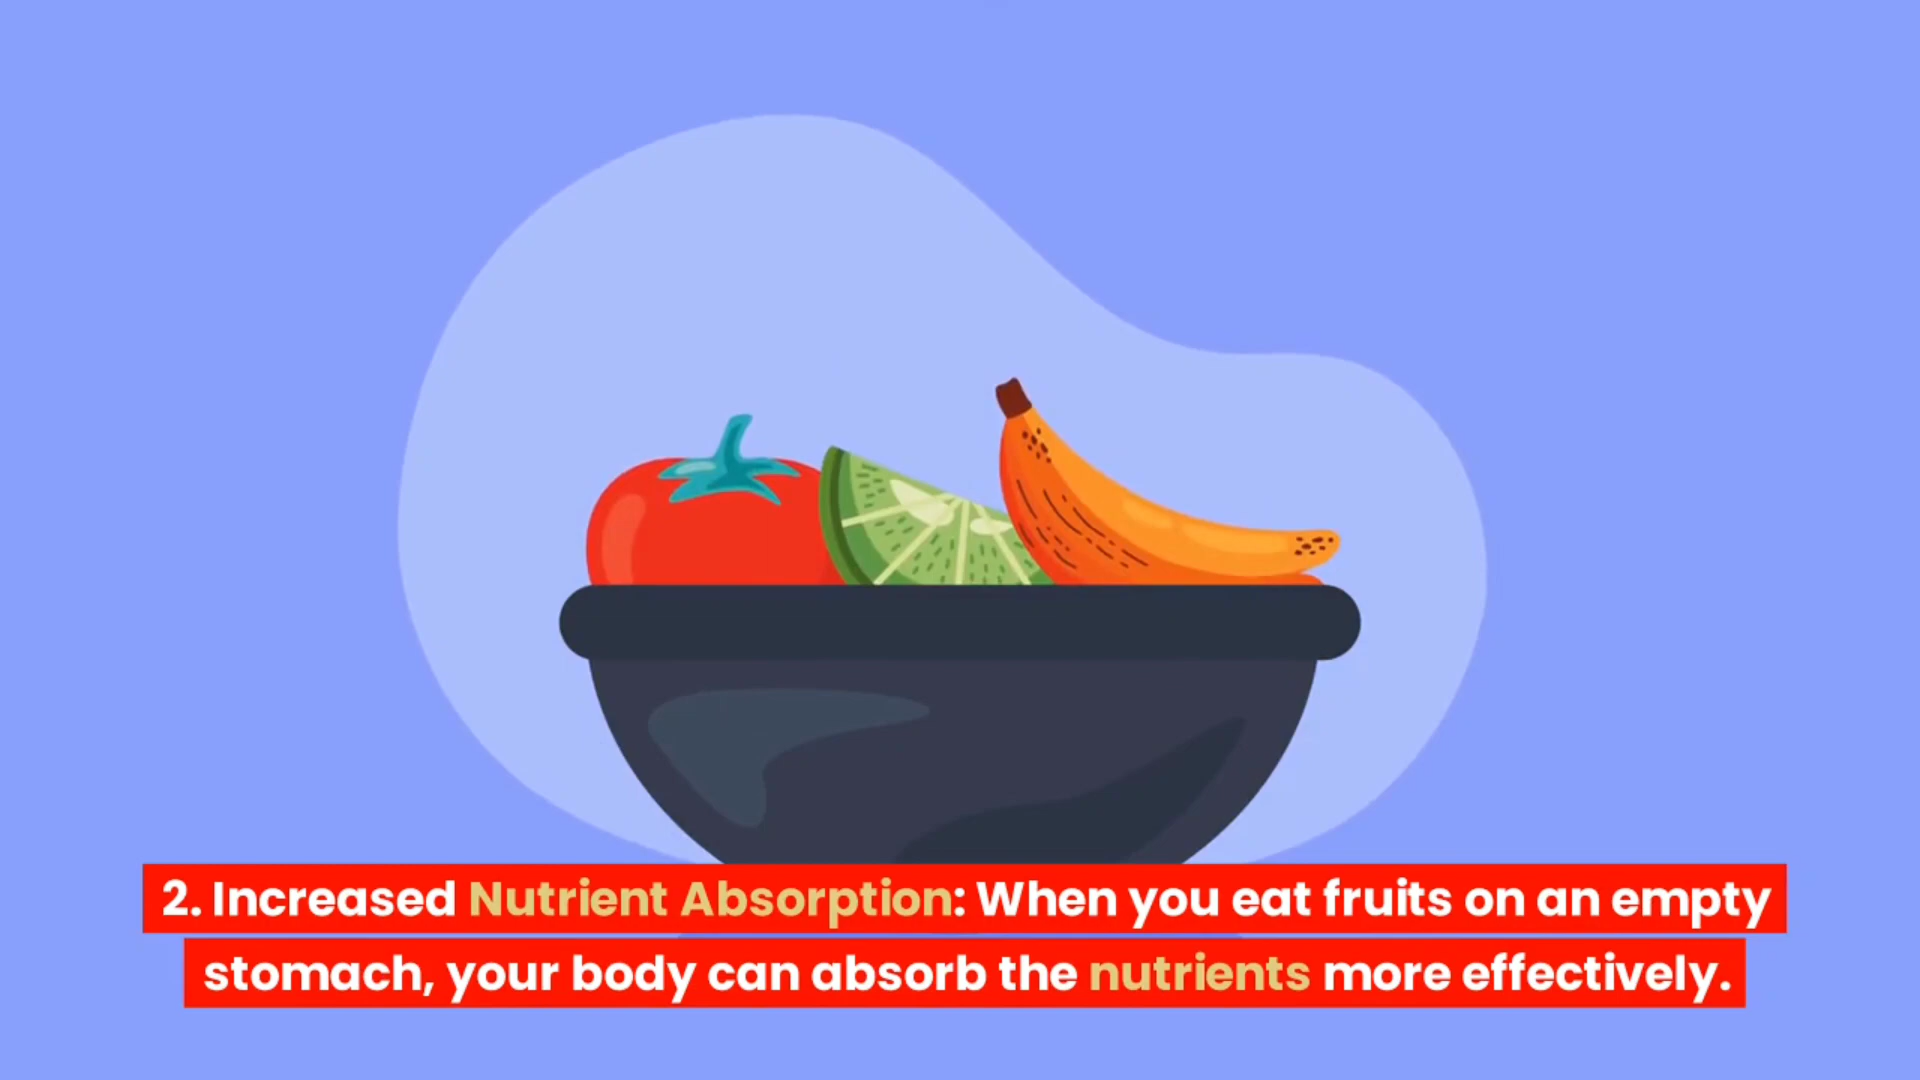 2. Increased Nutrient Absorption: When you eat fruits on an empty
stomach, your body can absorb the nutrients more effectively.